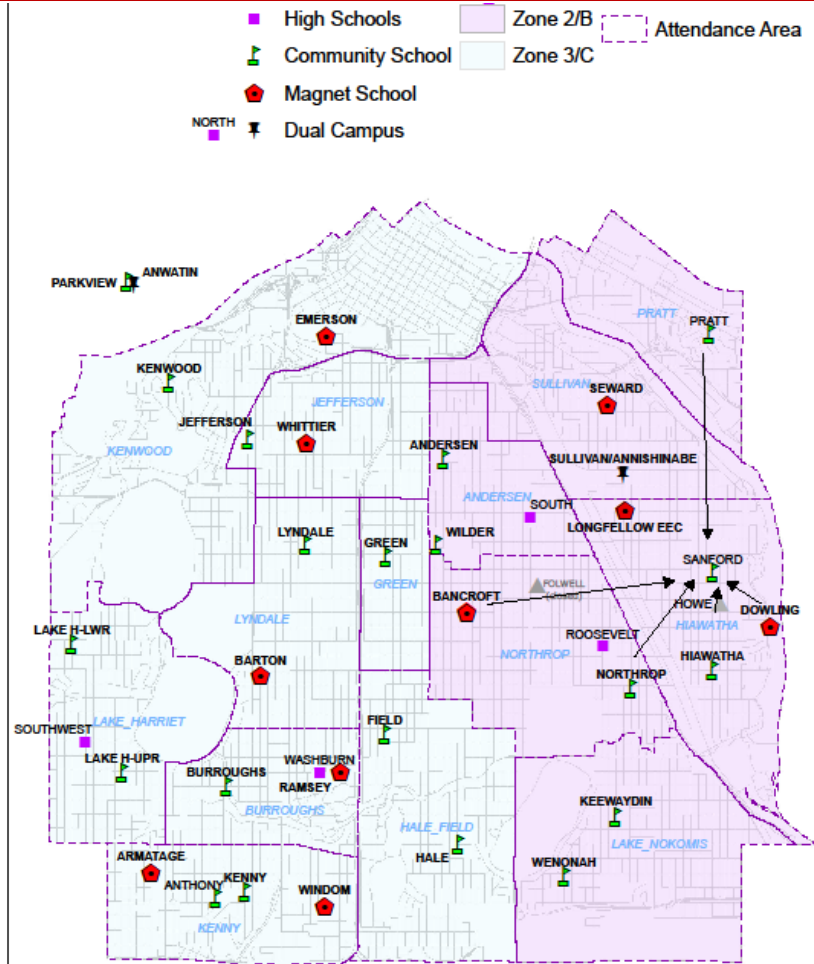 High Schools
Zone 2/B
Attendance Area
Community School
Zone 3/C
Magnet School
NORTH
Dual Campus
PARKVIEW
ANWATIN
EMERSON
PRATT
PRATT
KENWOOD
SULLIVAN
SEWARD
JEFFERSON
JEFFERSON
WHITTIER
KENWOOD
ANDERSEN
SULLIVAN/ANNISHINABE
ANDERSEN
SOUTH
LONGFELLOW EEC
LYNDALE
GREEN
WILDER
SANFORD
GREEN
FOLWELL
BANCROFT
HOWE
DOWLING
LYNDALE
HIAWATHA
LAKE H-LWR
ROOSEVELT
NORTHROP
HIAWATHA
BARTON
NORTHROP
LAKE_HARRIET
FIELD
SOUTHWEST
LAKE H-UPR
BURROUGHS
WASHBURN
RAMSEY
BURROUGHS
KEEWAYDIN
HALE_FIELD
LAKE_NOKOMIS
ARMATAGE
HALE
WENONAH
ANTHONY
KENNY
WINDOM
KENNY